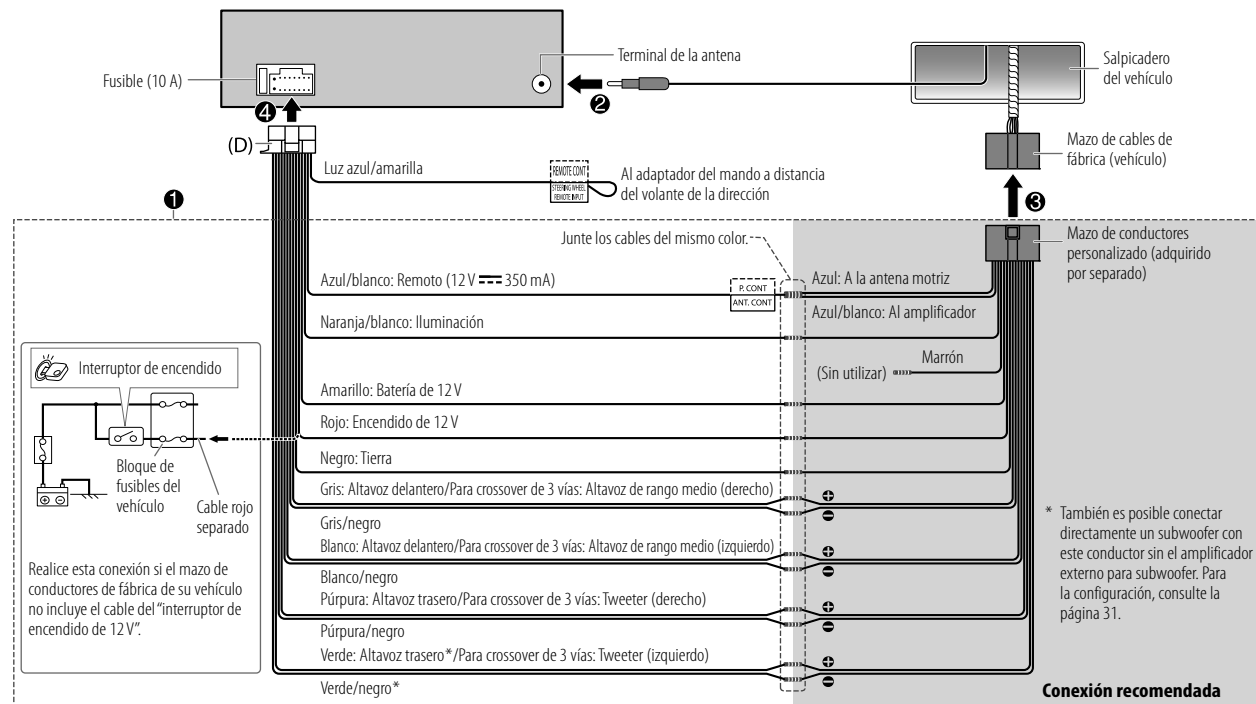 Fusible (10 A)
Terminal de la antena
Salpicadero
del vehículo
❷
❹
(D)
Mazo de cables de
fábrica (vehículo)
Luz azul/amarilla
REMOTE CONT
STEERING WHEEL
REMOTE INPUT
Al adaptador del mando a distancia
del volante de la dirección
❶
❸
Junte los cables del mismo color.
Mazo de conductores
personalizado (adquirido
por separado)
Azul/blanco: Remoto (12 V ⎓ 350 mA)
P. CONT
ANT. CONT
Azul: A la antena motriz
Azul/blanco: Al amplificador
Naranja/blanco: Iluminación
Marrón
(Sin utilizar)
Interruptor de encendido
Amarillo: Batería de 12 V
Rojo: Encendido de 12 V
Bloque de
fusibles del
vehículo
Cable rojo
separado
⊕ ⊖
Negro: Tierra
Gris: Altavoz delantero/Para crossover de 3 vías: Altavoz de rango medio (derecho)
⊕
⊖
Gris/negro
Blanco: Altavoz delantero/Para crossover de 3 vías: Altavoz de rango medio (izquierdo)
⊕
⊖
Blanco/negro
Púrpura: Altavoz trasero/Para crossover de 3 vías: Tweeter (derecho)
⊕
⊖
Púrpura/negro
Verde: Altavoz trasero*/Para crossover de 3 vías: Tweeter (izquierdo)
⊕
⊖
Verde/negro*
Realice esta conexión si el mazo de
conductores de fábrica de su vehículo
no incluye el cable del “interruptor de
encendido de 12 V”.
* También es posible conectar
directamente un subwoofer con
este conductor sin el amplificador
externo para subwoofer. Para
la configuración, consulte la
página 31.
Conexión recomendada